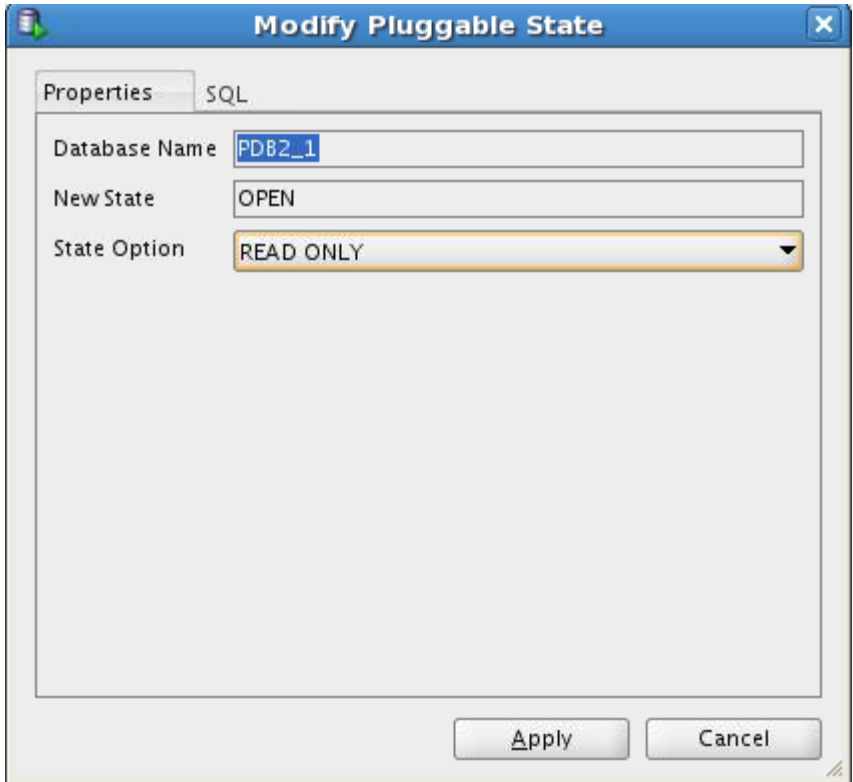 Modify Pluggable State
Properties SQL
Database Name PDB2_1
New State OPEN
State Option READ ONLY
Apply Cancel